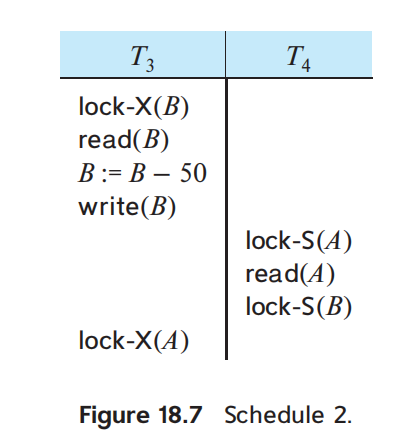 T3 T4
lock-X(B)
read(B)
B := B – 50
write(B)
lock-S(A)
read(A)
lock-S(B)
lock-X(A)
Figure 18.7 Schedule 2.